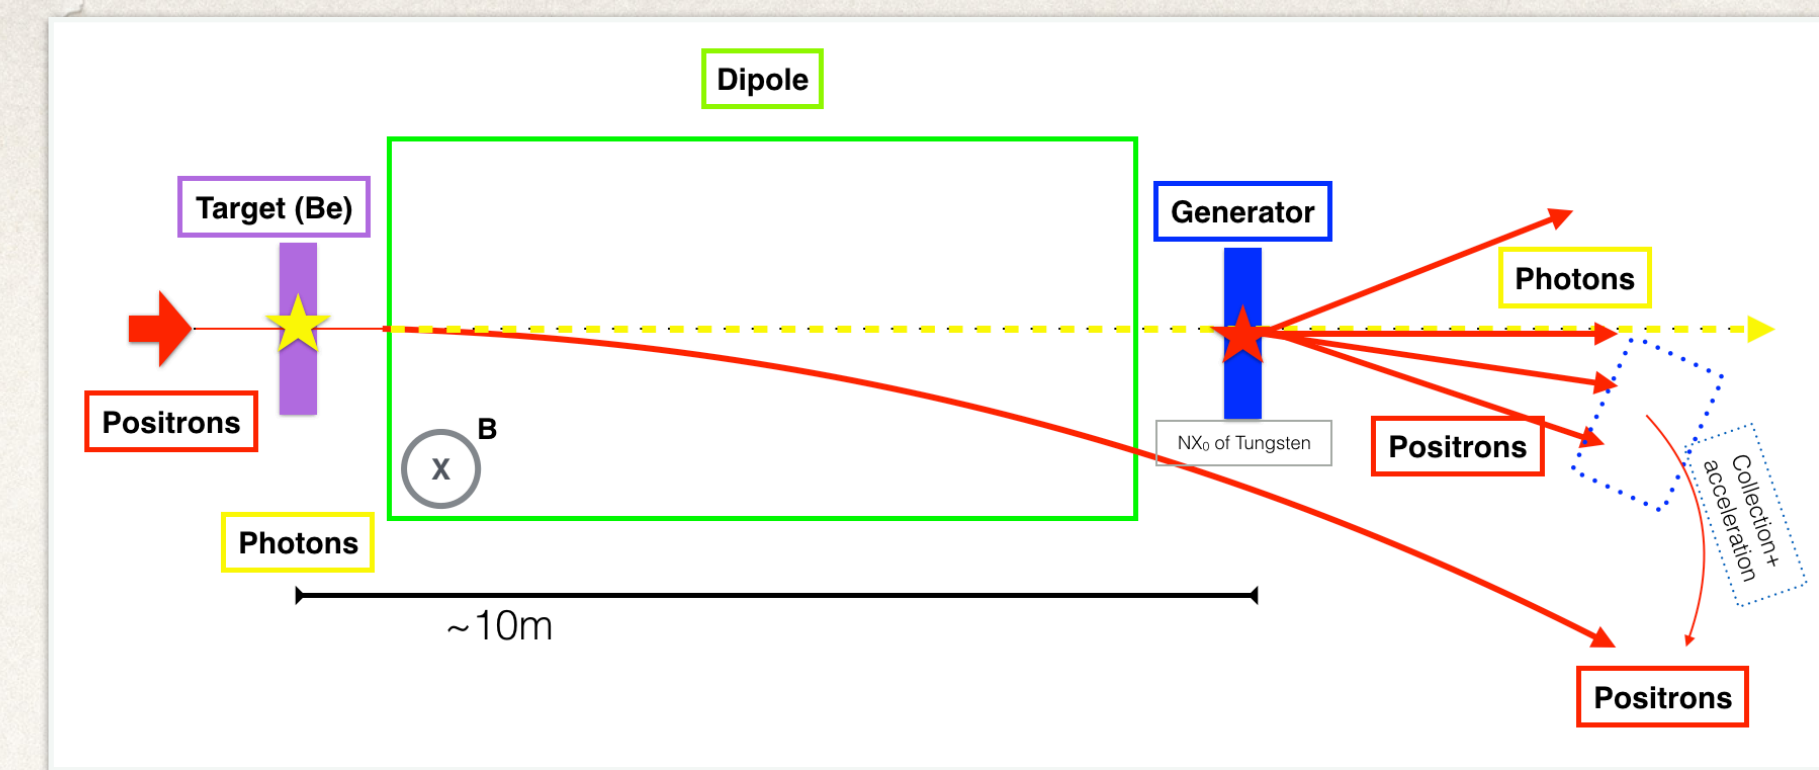 Dipole
Target (Be)
Generator
Photons
Positrons
B
X
NX₀ of Tungsten
Positrons
Collection+
acceleration
Photons
~10m
Positrons